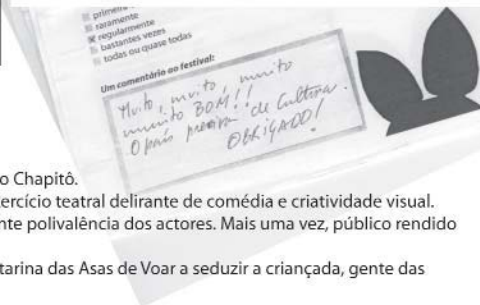 primeira
raramente
regularmente
bastantes vezes
todas ou quase todas
Um comentário ao festival:
Muito, muito, muito
muito BOM!!
O país precisa de Cultura.
OBRIGADO!
o Chapitô.
ercício teatral delirante de comédia e criatividade visual.
nte polivalência dos actores. Mais uma vez, público rendido
tarina das Asas de Voar a seduzir a criançada, gente das